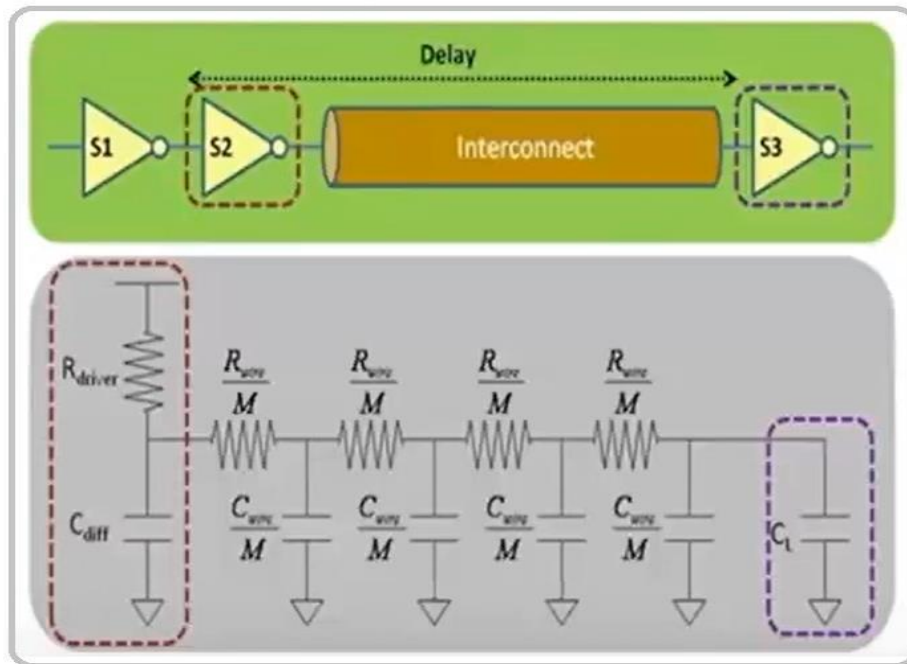 Delay
S1
S2
Interconnect
S3
R_driver
R_wire
M
R_wire
M
R_wire
M
R_wire
M
C_diff
C_wire
M
C_wire
M
C_wire
M
C_wire
M
C_L